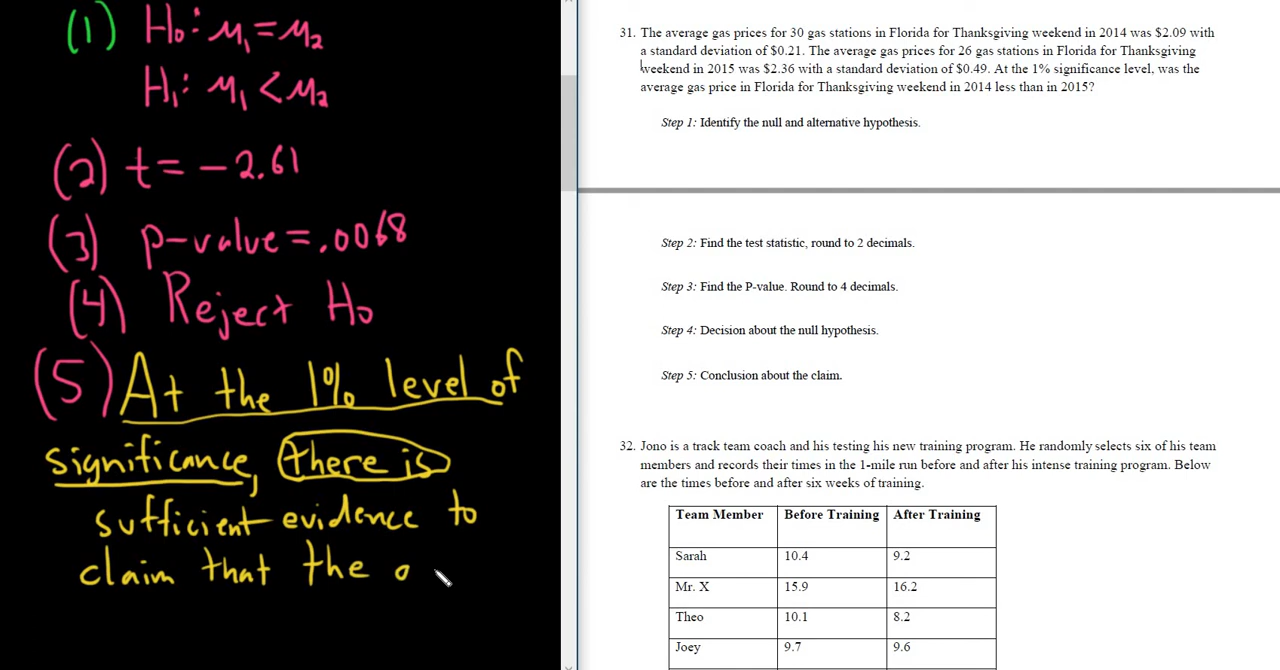 (1) H₀: μ₁ = μ₂
H₁: μ₁ < μ₂
(2) t = -2.61
(3) p-value = .0068
(4) Reject H₀
(5) At the 1% level of
significance, there is
sufficient evidence to
claim that the a
31. The average gas prices for 30 gas stations in Florida for Thanksgiving weekend in 2014 was $2.09 with
a standard deviation of $0.21. The average gas prices for 26 gas stations in Florida for Thanksgiving
weekend in 2015 was $2.36 with a standard deviation of $0.49. At the 1% significance level, was the
average gas price in Florida for Thanksgiving weekend in 2014 less than in 2015?
Step 1: Identify the null and alternative hypothesis.
Step 2: Find the test statistic, round to 2 decimals.
Step 3: Find the P-value. Round to 4 decimals.
Step 4: Decision about the null hypothesis.
Step 5: Conclusion about the claim.
32. Jono is a track team coach and his testing his new training program. He randomly selects six of his team
members and records their times in the 1-mile run before and after his intense training program. Below
are the times before and after six weeks of training.
Team Member Before Training After Training
Sarah 10.4 9.2
Mr. X 15.9 16.2
Theo 10.1 8.2
Joey 9.7 9.6